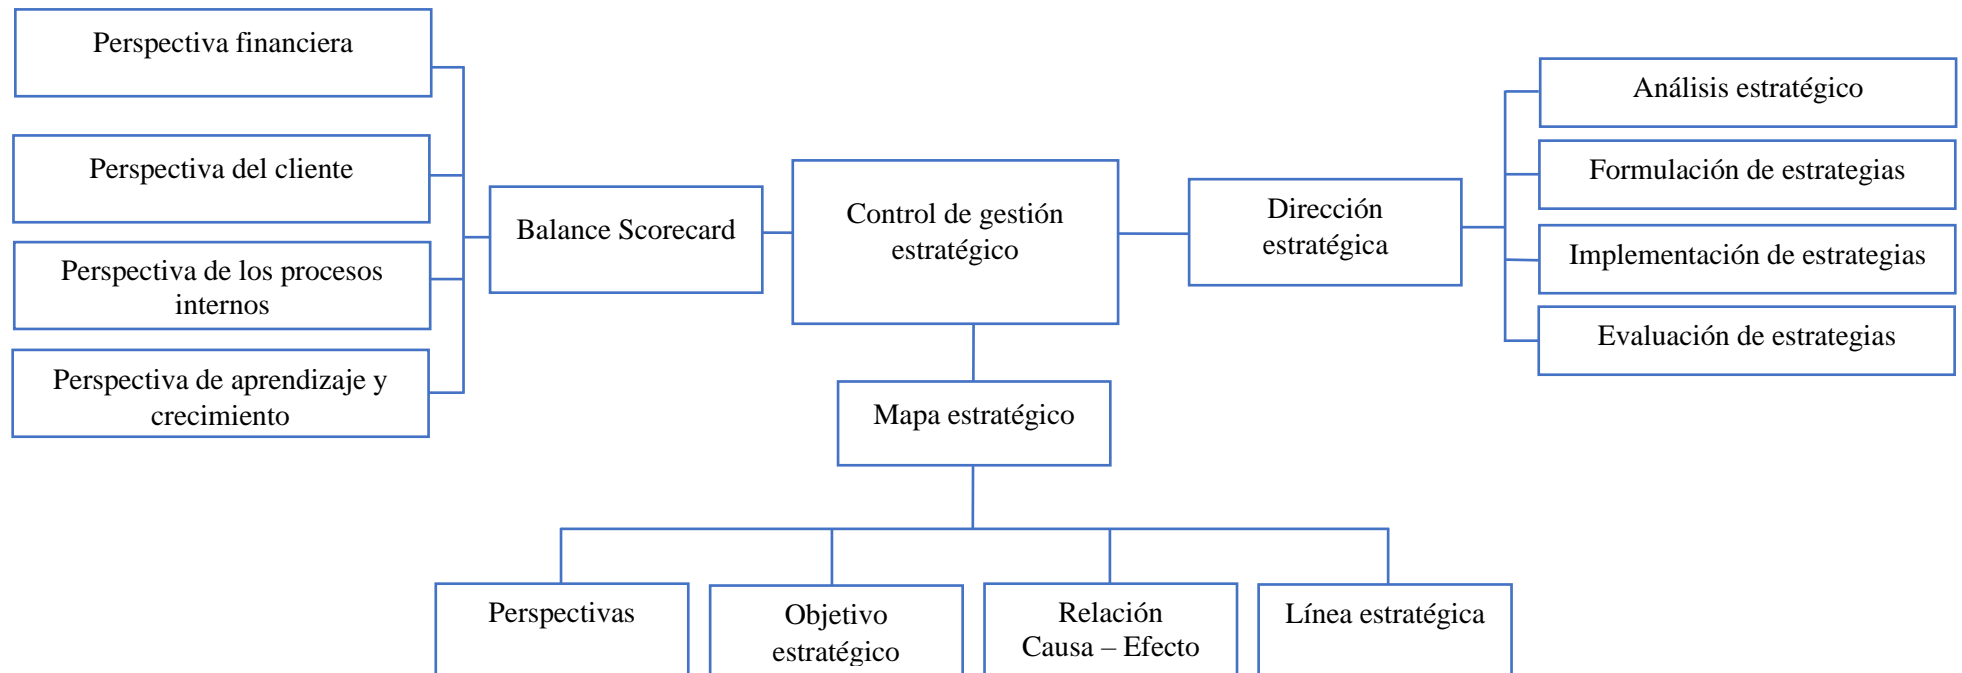 Perspectiva financiera
Perspectiva del cliente
Perspectiva de los procesos
internos
Perspectiva de aprendizaje y
crecimiento
Balance Scorecard
Control de gestión
estratégico
Dirección
estratégica
Análisis estratégico
Formulación de estrategias
Implementación de estrategias
Evaluación de estrategias
Mapa estratégico
Perspectivas
Objetivo
estratégico
Relación
Causa – Efecto
Línea estratégica